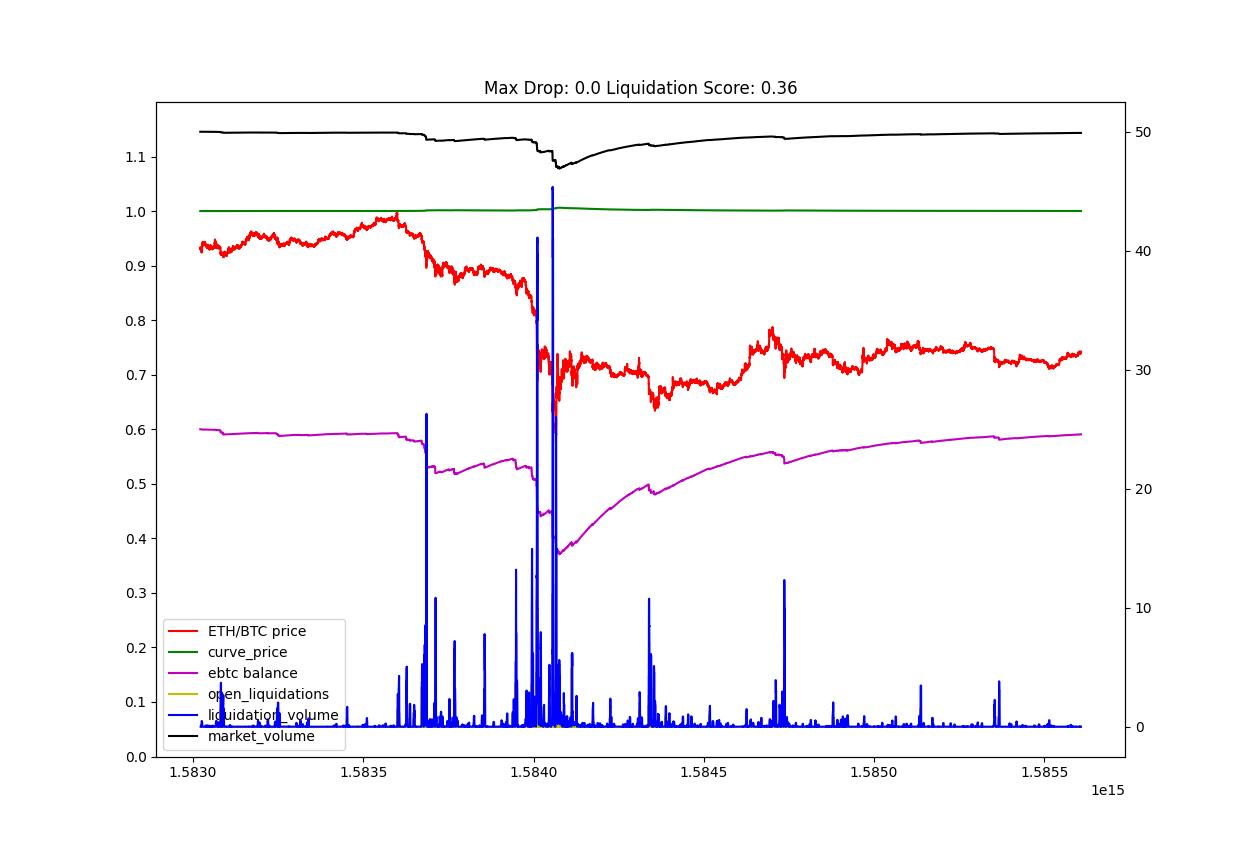 Max Drop: 0.0 Liquidation Score: 0.36
1.1
1.0
0.9
0.8
0.7
0.6
0.5
0.4
0.3
0.2
0.1
0.0
50
40
30
20
10
0
ETH/BTC price
curve_price
ebtc balance
open_liquidations
liquidation_volume
market_volume
1.5830 1.5835 1.5840 1.5845 1.5850 1.5855
1e15